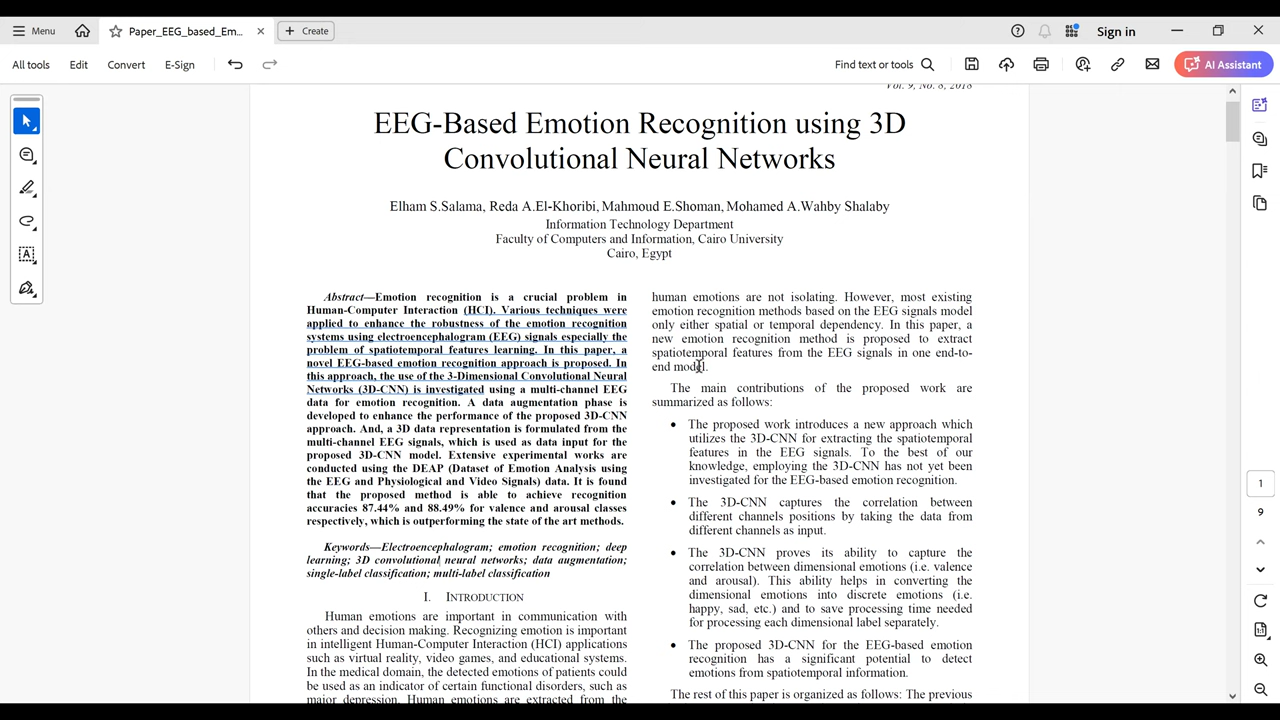 Menu
Paper_EEG_based_Em...
Create
Sign in
All tools
Edit
Convert
E-Sign
Find text or tools
AI Assistant
Vol. 9, No. 8, 2018
EEG-Based Emotion Recognition using 3D
Convolutional Neural Networks
Elham S.Salama, Reda A.El-Khoribi, Mahmoud E.Shoman, Mohamed A.Wahby Shalaby
Information Technology Department
Faculty of Computers and Information, Cairo University
Cairo, Egypt
Abstract—Emotion recognition is a crucial problem in
Human-Computer Interaction (HCI). Various techniques were
applied to enhance the robustness of the emotion recognition
systems using electroencephalogram (EEG) signals especially the
problem of spatiotemporal features learning. In this paper, a
novel EEG-based emotion recognition approach is proposed. In
this approach, the use of the 3-Dimensional Convolutional Neural
Networks (3D-CNN) is investigated using a multi-channel EEG
data for emotion recognition. A data augmentation phase is
developed to enhance the performance of the proposed 3D-CNN
approach. And, a 3D data representation is formulated from the
multi-channel EEG signals, which is used as data input for the
proposed 3D-CNN model. Extensive experimental works are
conducted using the DEAP (Dataset of Emotion Analysis using
the EEG and Physiological and Video Signals) data. It is found
that the proposed method is able to achieve recognition
accuracies 87.44% and 88.49% for valence and arousal classes
respectively, which is outperforming the state of the art methods.
Keywords—Electroencephalogram; emotion recognition; deep
learning; 3D convolutional neural networks; data augmentation;
single-label classification; multi-label classification
I. INTRODUCTION
Human emotions are important in communication with
others and decision making. Recognizing emotion is important
in intelligent Human-Computer Interaction (HCI) applications
such as virtual reality, video games, and educational systems.
In the medical domain, the detected emotions of patients could
be used as an indicator of certain functional disorders, such as
major depression. Human emotions are extracted from the
human emotions are not isolating. However, most existing
emotion recognition methods based on the EEG signals model
only either spatial or temporal dependency. In this paper, a
new emotion recognition method is proposed to extract
spatiotemporal features from the EEG signals in one end-to-
end model.
The main contributions of the proposed work are
summarized as follows:
• The proposed work introduces a new approach which
utilizes the 3D-CNN for extracting the spatiotemporal
features in the EEG signals. To the best of our
knowledge, employing the 3D-CNN has not yet been
investigated for the EEG-based emotion recognition.
• The 3D-CNN captures the correlation between
different channels positions by taking the data from
different channels as input.
• The 3D-CNN proves its ability to capture the
correlation between dimensional emotions (i.e. valence
and arousal). This ability helps in converting the
dimensional emotions into discrete emotions (i.e.
happy, sad, etc.) and to save processing time needed
for processing each dimensional label separately.
• The proposed 3D-CNN for the EEG-based emotion
recognition has a significant potential to detect
emotions from spatiotemporal information.
The rest of this paper is organized as follows: The previous
1
9